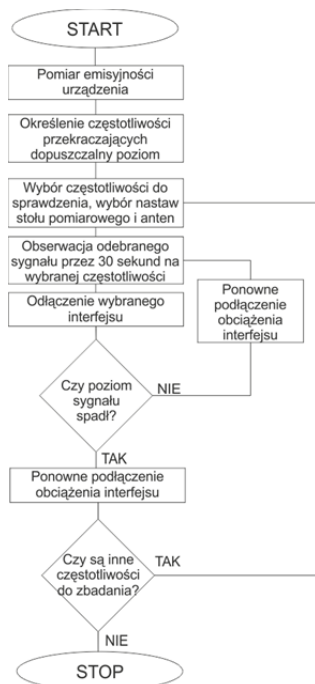 START
Pomiar emisyjności
urządzenia
Określenie częstotliwości
przekraczających
dopuszczalny poziom
Wybór częstotliwości do
sprawdzenia, wybór nastaw
stołu pomiarowego i anten
Obserwacja odebranego
sygnału przez 30 sekund na
wybranej częstotliwości
Odłączenie wybranego
interfejsu
Ponowne
podłączenie
obciążenia
interfejsu
Czy poziom
sygnału
spadł?
NIE
TAK
Ponowne podłączenie
obciążenia interfejsu
Czy są inne
częstotliwości
do zbadania?
TAK
NIE
STOP